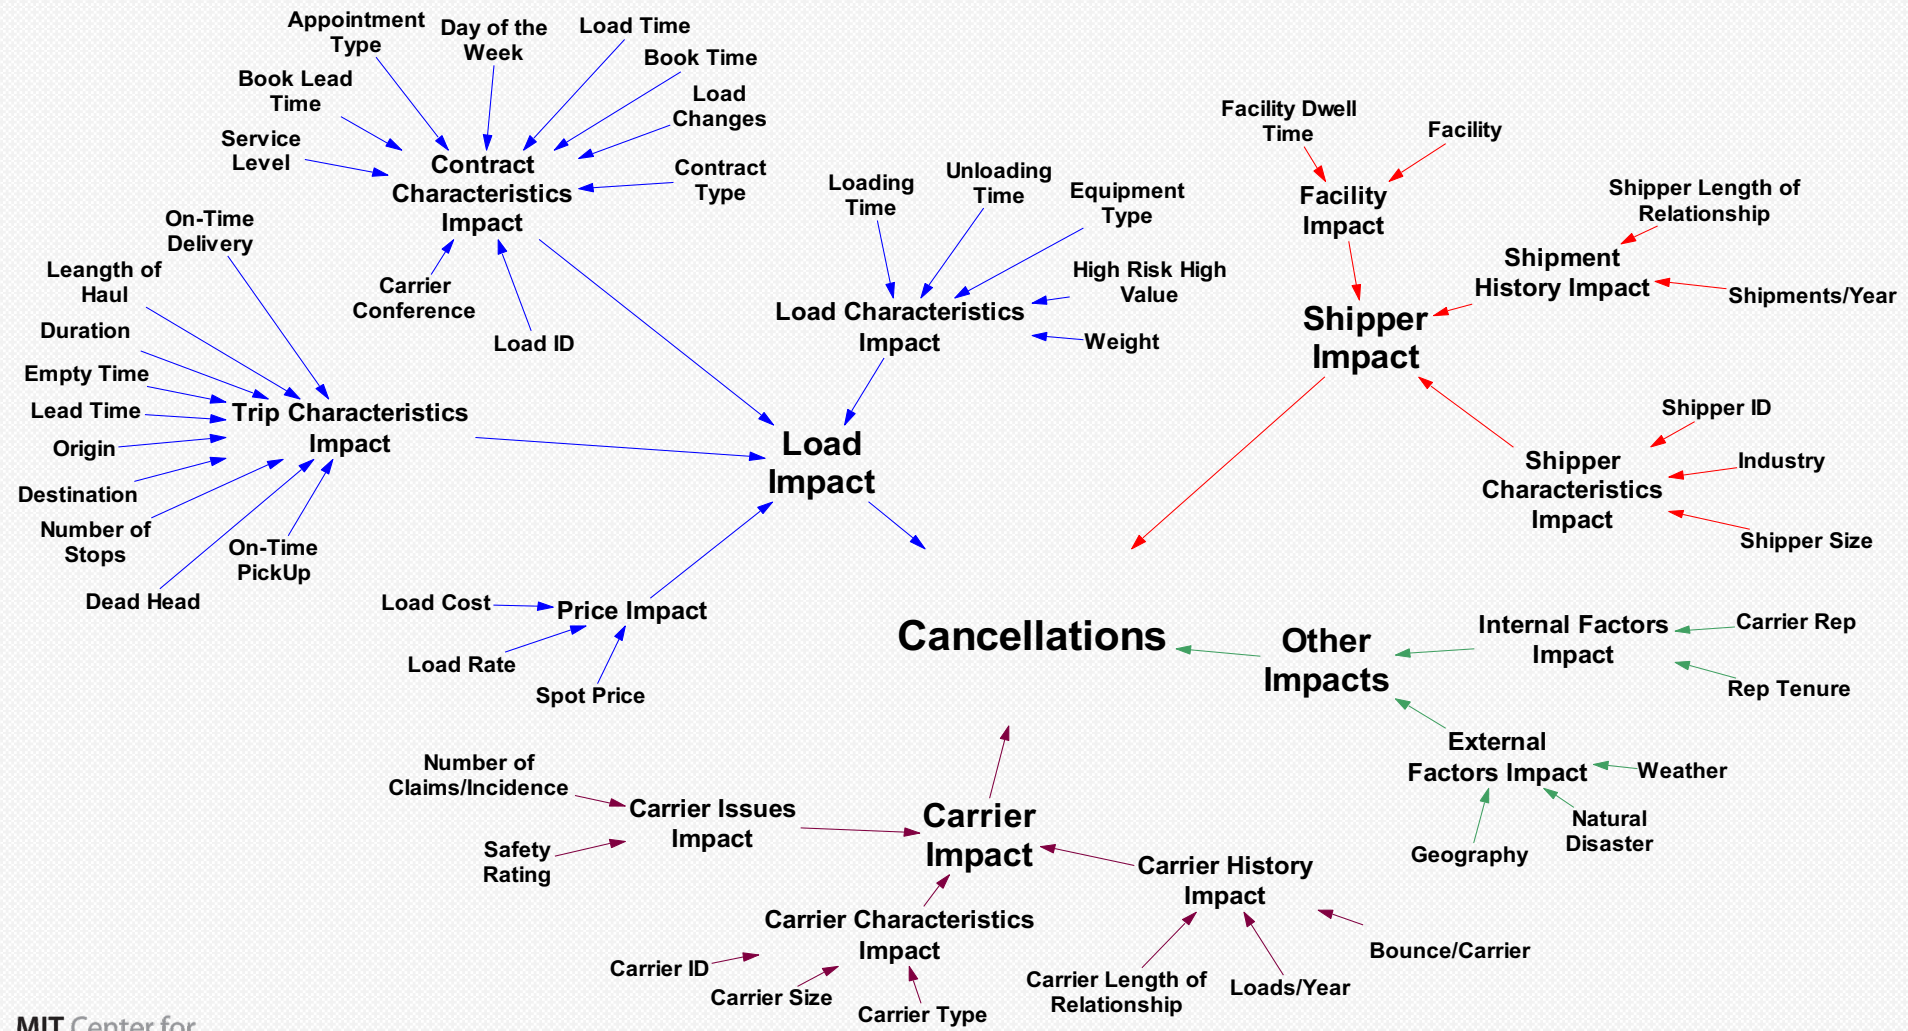 Appointment
Type
Day of the
Week
Load Time
Book Time
Book Lead
Time
Load
Changes
Service
Level
Contract
Characteristics
Impact
Contract
Type
Carrier
Conference
Load ID
On-Time
Delivery
Leangth of
Haul
Duration
Empty Time
Lead Time
Origin
Destination
Number of
Stops
Dead Head
On-Time
PickUp
Trip Characteristics
Impact
Loading
Time
Unloading
Time
Equipment
Type
High Risk High
Value
Weight
Load Characteristics
Impact
Load
Impact
Load Cost
Price Impact
Load Rate
Spot Price
Facility Dwell
Time
Facility
Facility
Impact
Shipper Length of
Relationship
Shipment
History Impact
Shipments/Year
Shipper
Impact
Shipper ID
Industry
Shipper
Characteristics
Impact
Shipper Size
Cancellations
Other
Impacts
Internal Factors
Impact
Carrier Rep
Rep Tenure
External
Factors Impact
Weather
Natural
Disaster
Geography
Number of
Claims/Incidence
Carrier Issues
Impact
Safety
Rating
Carrier
Impact
Carrier History
Impact
Carrier Characteristics
Impact
Carrier ID
Carrier Size
Carrier Type
Carrier Length of
Relationship
Loads/Year
Bounce/Carrier
MIT Center for